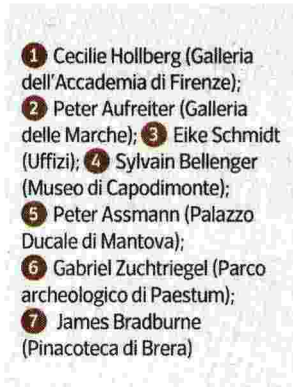 1 Cecilie Hollberg (Galleria
dell'Accademia di Firenze);
2 Peter Aufreiter (Galleria
delle Marche); 3 Eike Schmidt
(Uffizi); 4 Sylvain Bellenger
(Museo di Capodimonte);
5 Peter Assmann (Palazzo
Ducale di Mantova);
6 Gabriel Zuchtriegel (Parco
archeologico di Paestum);
7 James Bradburne
(Pinacoteca di Brera)